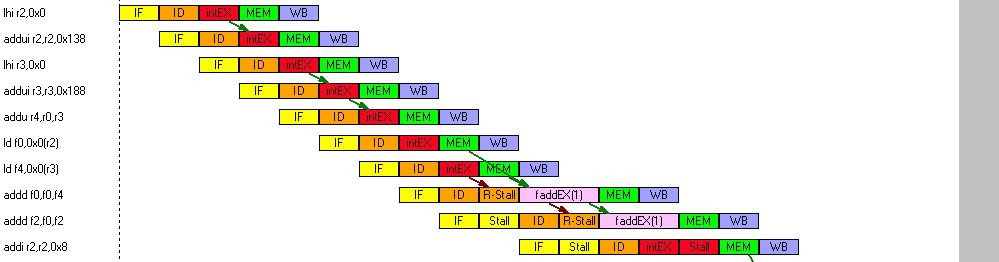 lhi r2,0x0 IF ID intEX MEM WB
addui r2,r2,0x138 IF ID intEX MEM WB
lhi r3,0x0 IF ID intEX MEM WB
addui r3,r3,0x188 IF ID intEX MEM WB
addu r4,r0,r3 IF ID intEX MEM WB
ld f0,0x0(r2) IF ID intEX MEM WB
ld f4,0x0(r3) IF ID intEX MEM WB
addd f0,f0,f4 IF ID R-Stall faddEX(1) MEM WB
addd f2,f0,f2 IF Stall ID R-Stall faddEX(1) MEM WB
addi r2,r2,0x8 IF Stall ID intEX Stall MEM WB